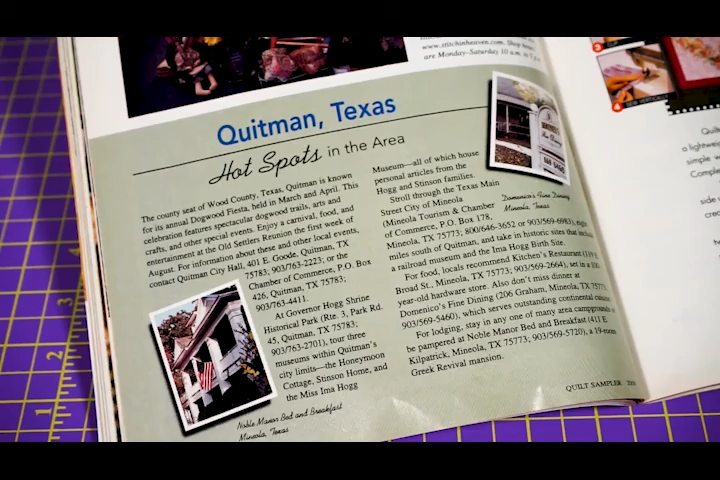 www.stitchinheaven.com. Shop hours
are Monday–Saturday 10 a.m. to 5 p.m.
Quitman, Texas
Hot Spots in the Area
The county seat of Wood County, Texas, Quitman is known
for its annual Dogwood Fiesta, held in March and April. This
celebration features spectacular dogwood trails, arts and
crafts, and other special events. Enjoy a carnival, food, and
entertainment at the Old Settlers Reunion the first week of
August. For information about these and other local events,
contact Quitman City Hall, 401 E. Goode, Quitman, TX
75783; 903/763-2223; or the
Chamber of Commerce, P.O. Box
426, Quitman, TX 75783;
903/763-4411.
At Governor Hogg Shrine
Historical Park (Rte. 3, Park Rd.
45, Quitman, TX 75783;
903/763-2701), tour three
museums within Quitman's
city limits—the Honeymoon
Cottage, Stinson Home, and
the Miss Ima Hogg
Noble Manor Bed and Breakfast
Mineola, Texas
Museum—all of which house
personal articles from the
Hogg and Stinson families.
Stroll through the Texas Main
Street City of Mineola
(Mineola Tourism & Chamber
of Commerce, P.O. Box 178,
Mineola, TX 75773; 800/646-3652 or 903/569-6983), eight
miles south of Quitman, and take in historic sites that include
a railroad museum and the Ima Hogg Birth Site.
For food, locals recommend Kitchen's Restaurant (119 E.
Broad St., Mineola, TX 75773; 903/569-2664), set in a 100-
year-old hardware store. Also don't miss dinner at
Domenico's Fine Dining (206 Graham, Mineola, TX 75773;
903/569-5460), which serves outstanding continental cuisine.
For lodging, stay in any one of many area campgrounds or
be pampered at Noble Manor Bed and Breakfast (411 E.
Kilpatrick, Mineola, TX 75773; 903/569-5720), a 19-room
Greek Revival mansion.
Domenico's Fine Dining
Mineola, Texas
QUILT SAMPLER
3
4
a lightweight
simple
side
1
2